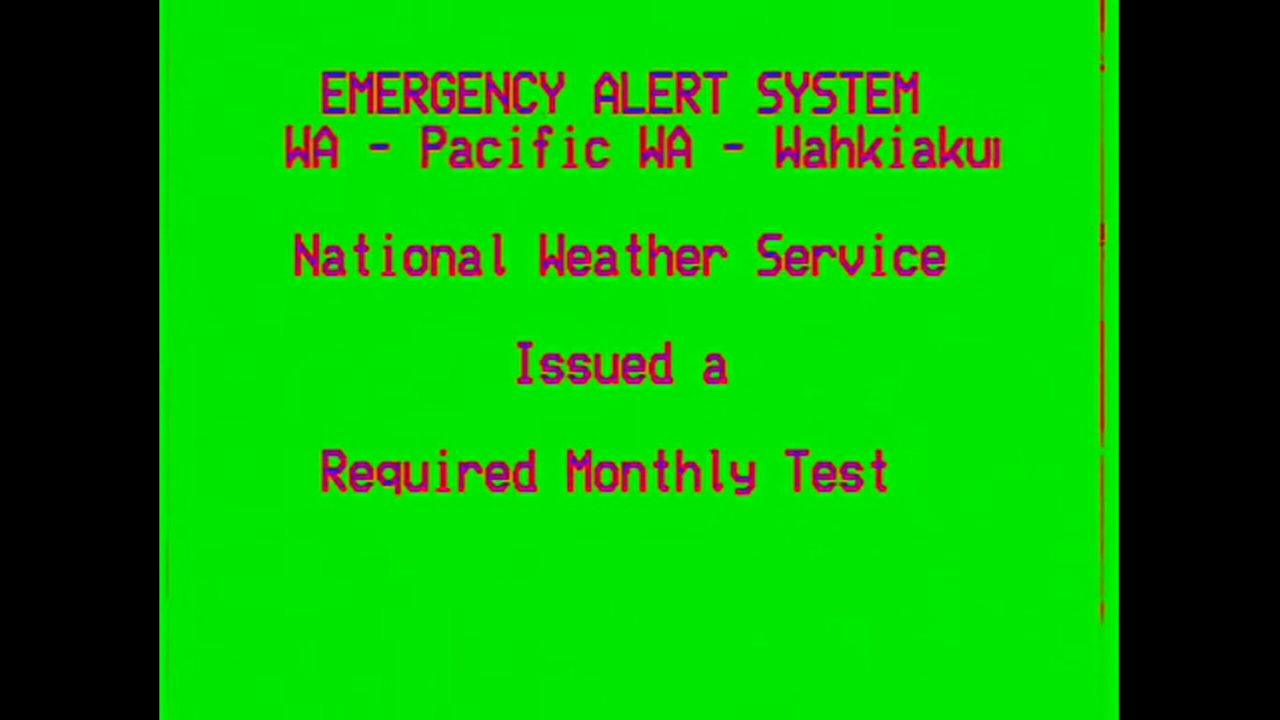 EMERGENCY ALERT SYSTEM
WA - Pacific WA - Wahkiaku
National Weather Service
Issued a
Required Monthly Test